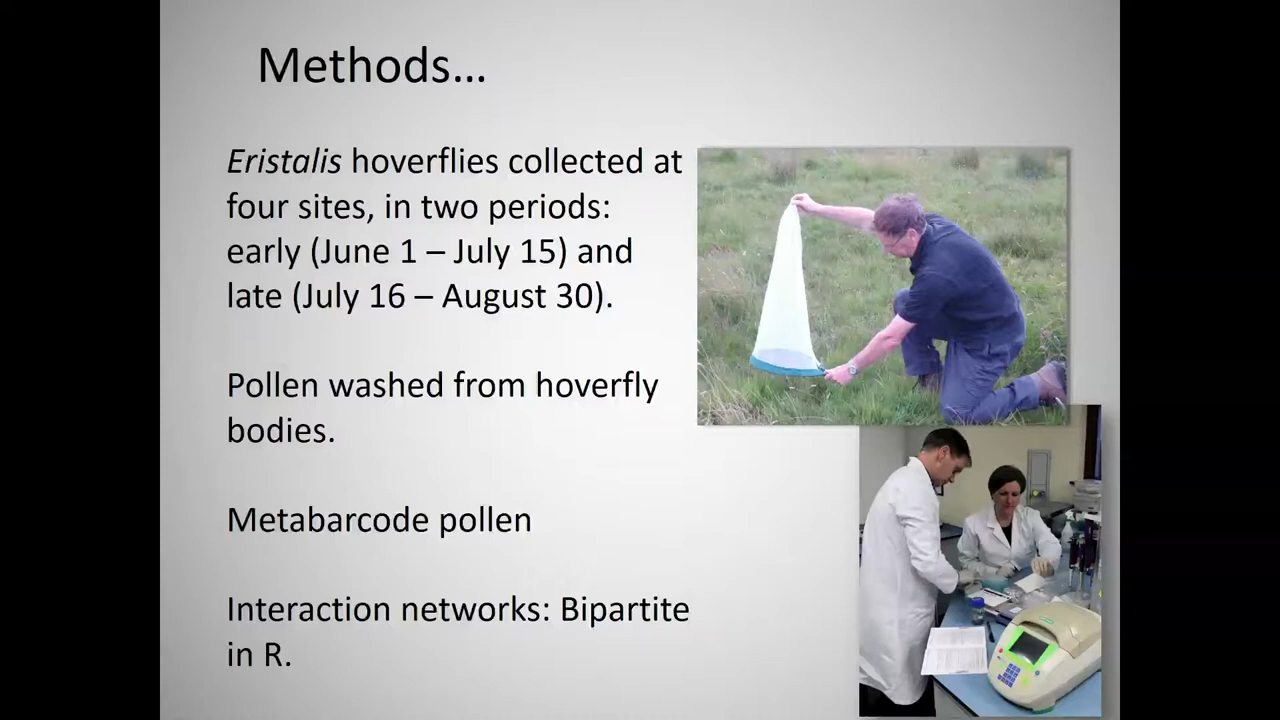 Methods…
Eristalis hoverflies collected at
four sites, in two periods:
early (June 1 – July 15) and
late (July 16 – August 30).
Pollen washed from hoverfly
bodies.
Metabarcode pollen
Interaction networks: Bipartite
in R.